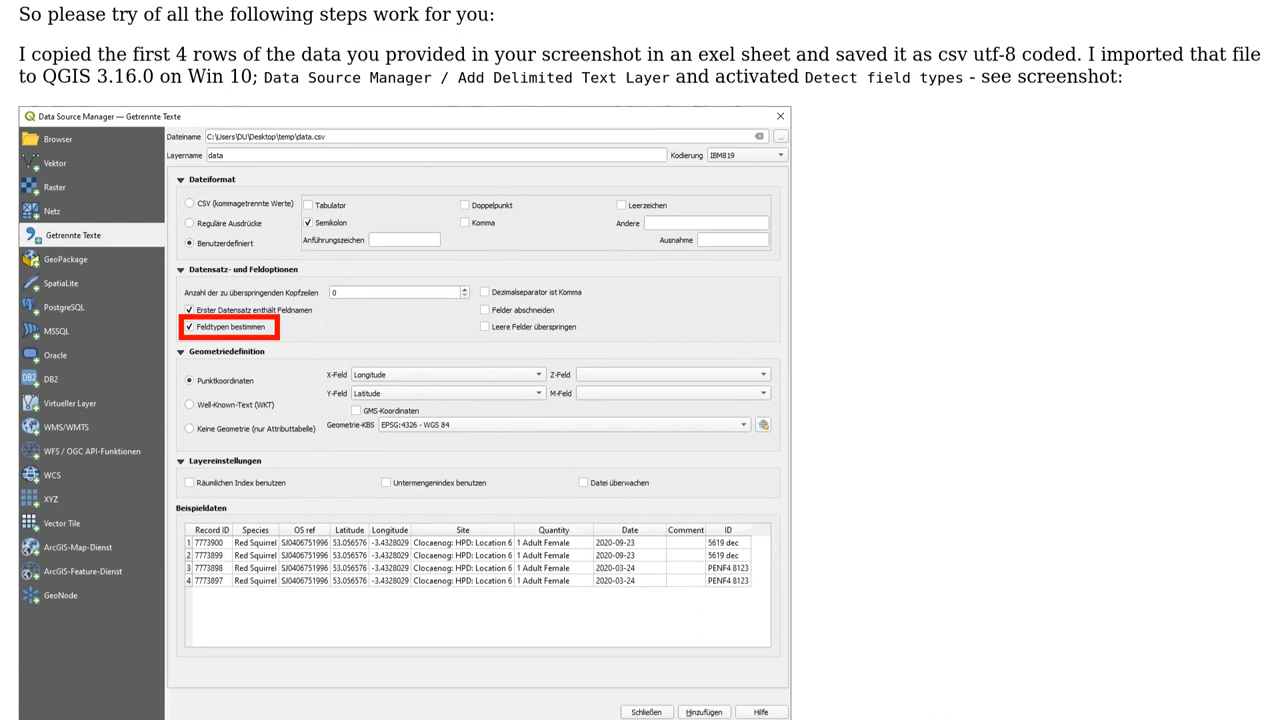 So please try of all the following steps work for you:
I copied the first 4 rows of the data you provided in your screenshot in an exel sheet and saved it as csv utf-8 coded. I imported that file
to QGIS 3.16.0 on Win 10; Data Source Manager / Add Delimited Text Layer and activated Detect field types - see screenshot:
Data Source Manager — Getrennte Texte
Browser
Vektor
Raster
Netz
Getrennte Texte
GeoPackage
SpatiaLite
PostgreSQL
MSSQL
Oracle
DB2 DB2
Virtueller Layer
WMS/WMTS
WFS / OGC API-Funktionen
WCS
XYZ
Vector Tile
ArcGIS-Map-Dienst
ArcGIS-Feature-Dienst
GeoNode
Dateiname C:\Users\DU\Desktop\temp\data.csv ...
Layername data Kodierung IBM819
Dateiformat
CSV (kommagetrennte Werte) Tabulator Doppelpunkt Leerzeichen
Reguläre Ausdrücke Semikolon Komma Andere
Benutzerdefiniert Anführungszeichen Ausnahme
Datensatz- und Feldoptionen
Anzahl der zu überspringenden Kopfzeilen 0 Dezimalseparator ist Komma
Erster Datensatz enthält Feldnamen Felder abschneiden
Feldtypen bestimmen Leere Felder überspringen
Geometriedefinition
Punktkoordinaten X-Feld Longitude Z-Feld
Y-Feld Latitude M-Feld
Well-Known-Text (WKT) GMS-Koordinaten
Keine Geometrie (nur Attributtabelle) Geometrie-KBS EPSG:4326 - WGS 84
Layereinstellungen
Räumlichen Index benutzen Untermengenindex benutzen Datei überwachen
Beispieldaten
Record ID Species OS ref Latitude Longitude Site Quantity Date Comment ID
1 7773900 Red Squirrel SJ0406751996 53.056576 -3.4328029 Clocaenog: HPD: Location 6 1 Adult Female 2020-09-23 5619 dec
2 7773899 Red Squirrel SJ0406751996 53.056576 -3.4328029 Clocaenog: HPD: Location 6 1 Adult Female 2020-09-23 5619 dec
3 7773898 Red Squirrel SJ0406751996 53.056576 -3.4328029 Clocaenog: HPD: Location 6 1 Adult Female 2020-03-24 PENF4 8123
4 7773897 Red Squirrel SJ0406751996 53.056576 -3.4328029 Clocaenog: HPD: Location 6 1 Adult Female 2020-03-24 PENF4 8123
Schließen Hinzufügen Hilfe